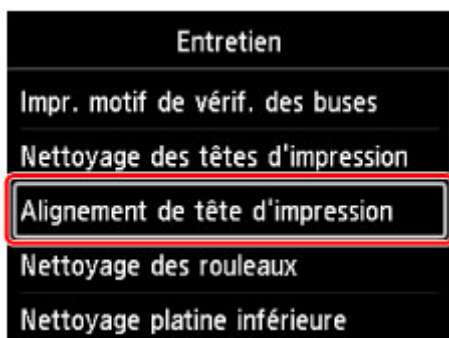 Entretien
Impr. motif de vérif. des buses
Nettoyage des têtes d'impression
Alignement de tête d'impression
Nettoyage des rouleaux
Nettoyage platine inférieure